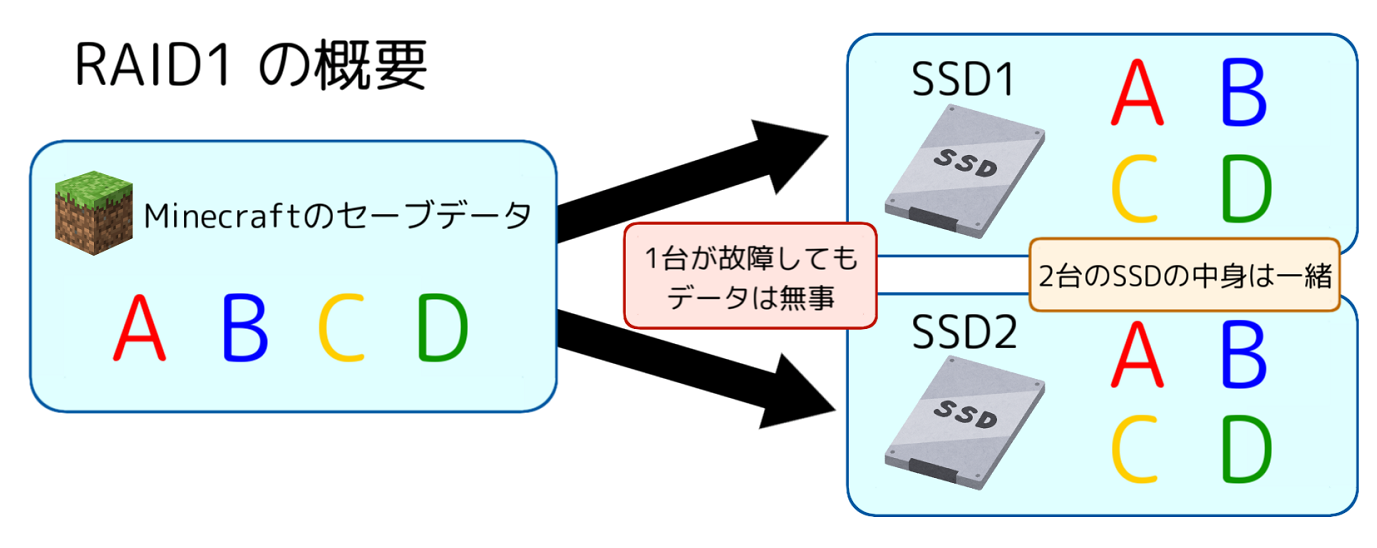 RAID1 の概要
Minecraftのセーブデータ
A B C D
1台が故障しても
データは無事
SSD1
SSD
A B
C D
2台のSSDの中身は一緒
SSD2
SSD
A B
C D